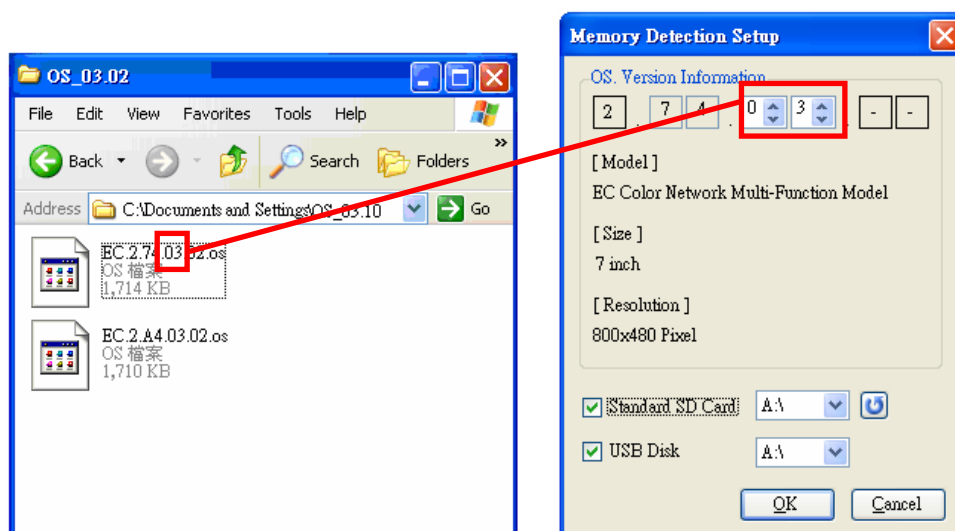 OS_03.02
File Edit View Favorites Tools Help
Back Search Folders »
Address C:\Documents and Settings\OS_03.10 Go
EC.2.74.03.02.os
OS 檔案
1,714 KB
EC.2.A4.03.02.os
OS 檔案
1,710 KB
Memory Detection Setup
OS. Version Information
2 . 7 4 . 0 3 . - -
[ Model ]
EC Color Network Multi-Function Model
[ Size ]
7 inch
[ Resolution ]
800x480 Pixel
Standard SD Card A:\
USB Disk A:\
OK Cancel